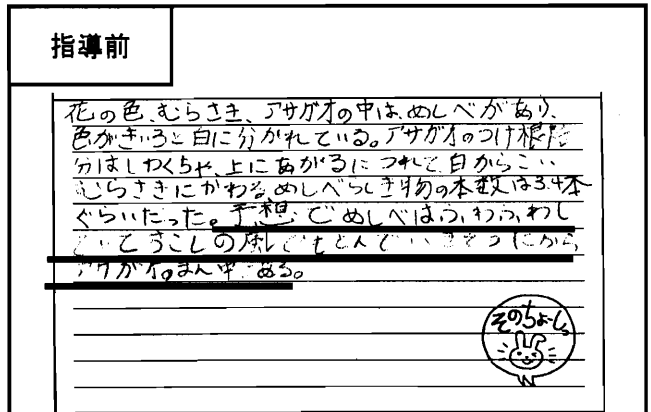 指導前
花の色、むらさき、アサガオの中は、めしべがあり、
色がきいろと白に分かれている。アサガオのつけ根部
分はしわくちゃ、上にあがるにつれて白からこい
むらさきにかわる。めしべらしき物の本数は3.4本
ぐらいだった。予想でめしべはふわふわし
ていてすこしの風でもとんでいきそうだから
アサガオのまん中にある。
そのちょーしっ